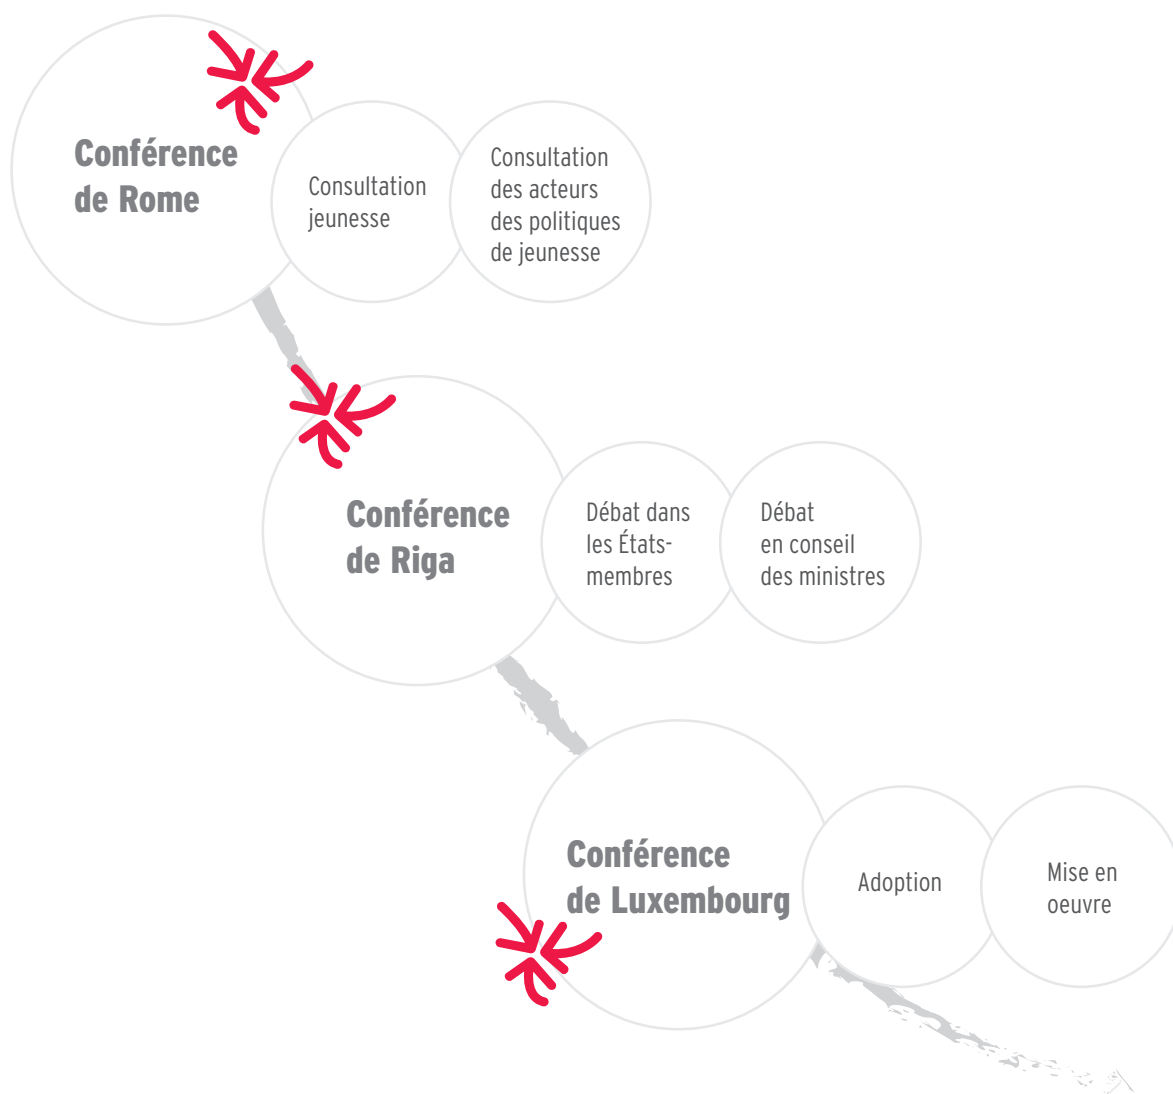 Conférence
de Rome
Consultation
jeunesse
Consultation
des acteurs
des politiques
de jeunesse
Conférence
de Riga
Débat dans
les États-
membres
Débat
en conseil
des ministres
Conférence
de Luxembourg
Adoption
Mise en
oeuvre